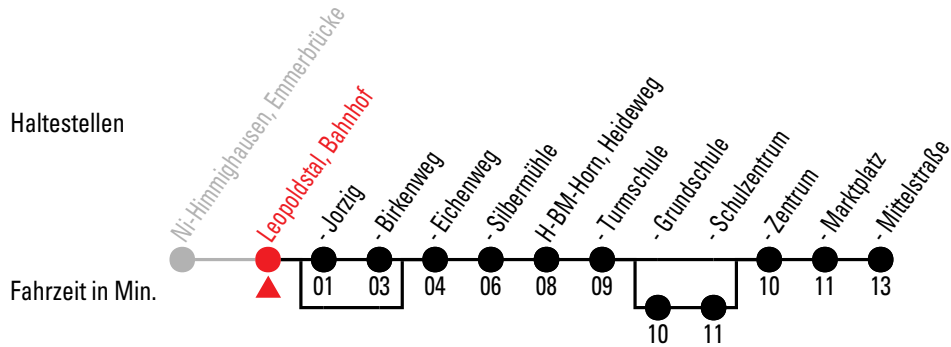 Haltestellen
Ni-Himmighausen, Emmerbrücke
Leopoldstal, Bahnhof
- Jorzig
- Birkenweg
- Eichenweg
- Silbermühle
H-BM-Horn, Heideweg
- Turmschule
- Grundschule
- Schulzentrum
- Zentrum
- Marktplatz
- Mittelstraße
Fahrzeit in Min.
01 03 04 06 08 09 10 11 13
10 11